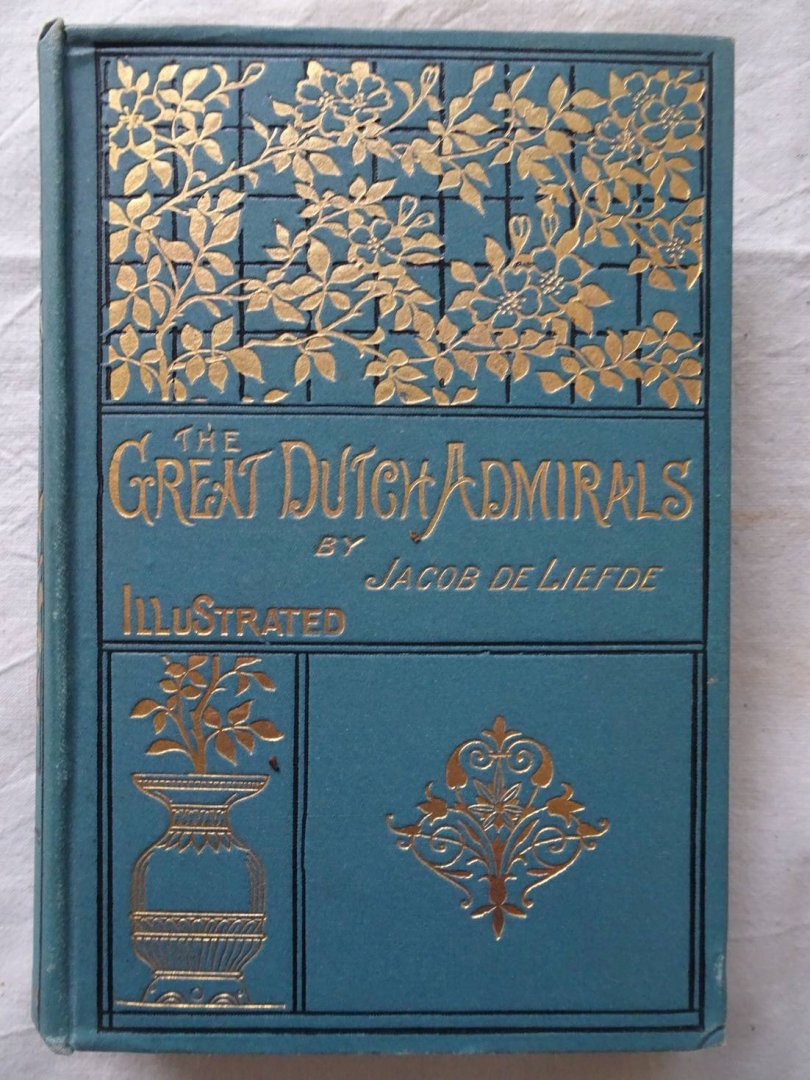 THE
GREAT DUTCH ADMIRALS
BY
JACOB DE LIEFDE
ILLUSTRATED